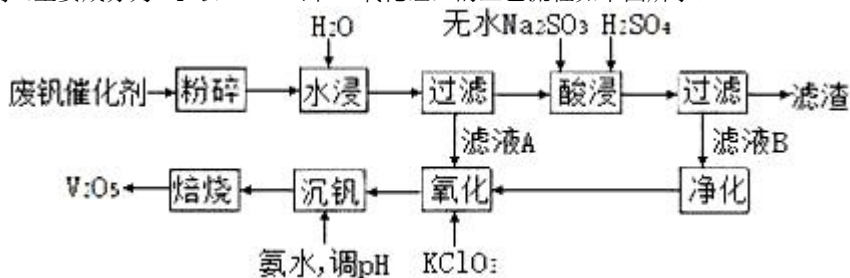 H₂O 无水Na₂SO₃ H₂SO₄
废钒催化剂 粉碎 水浸 过滤 酸浸 过滤 滤渣
滤液A 滤液B
V₂O₅ 焙烧 沉钒 氧化 净化
氨水,调pH KClO₃